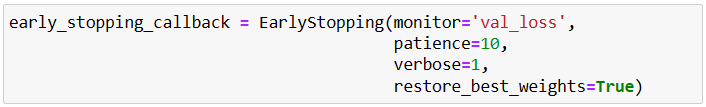 early_stopping_callback = EarlyStopping(monitor='val_loss',
                                        patience=10,
                                        verbose=1,
                                        restore_best_weights=True)